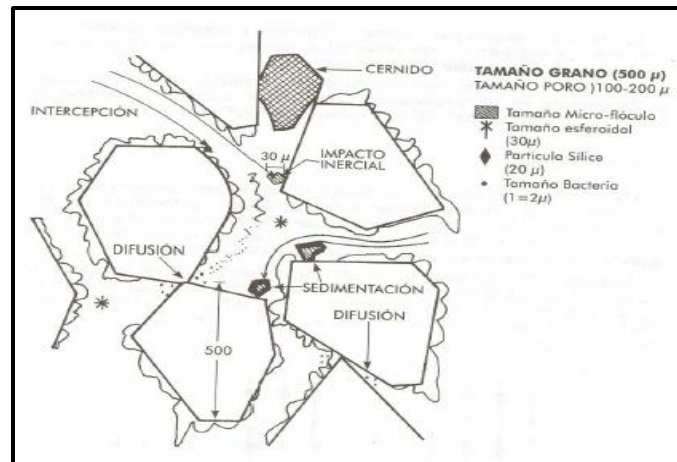 CERNIDO
INTERCEPCIÓN
30 μ
IMPACTO
INERCIAL
DIFUSIÓN
SEDIMENTACIÓN
DIFUSIÓN
500
TAMAÑO GRANO (500 μ)
TAMAÑO PORO )100-200 μ
Tamaño Micro-flóculo
Tamaño esferoidal
(30μ)
Partícula Sílice
(20 μ)
Tamaño Bacteria
(1=2μ)